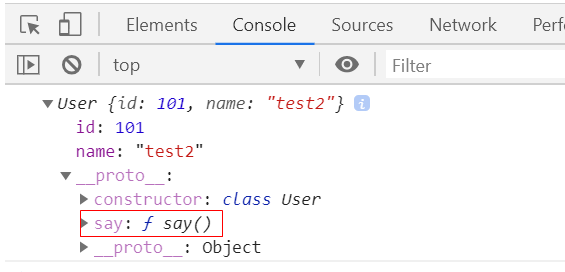 Elements Console Sources Network Perf
top Filter
User {id: 101, name: "test2"} i
id: 101
name: "test2"
__proto__:
constructor: class User
say: ƒ say()
__proto__: Object